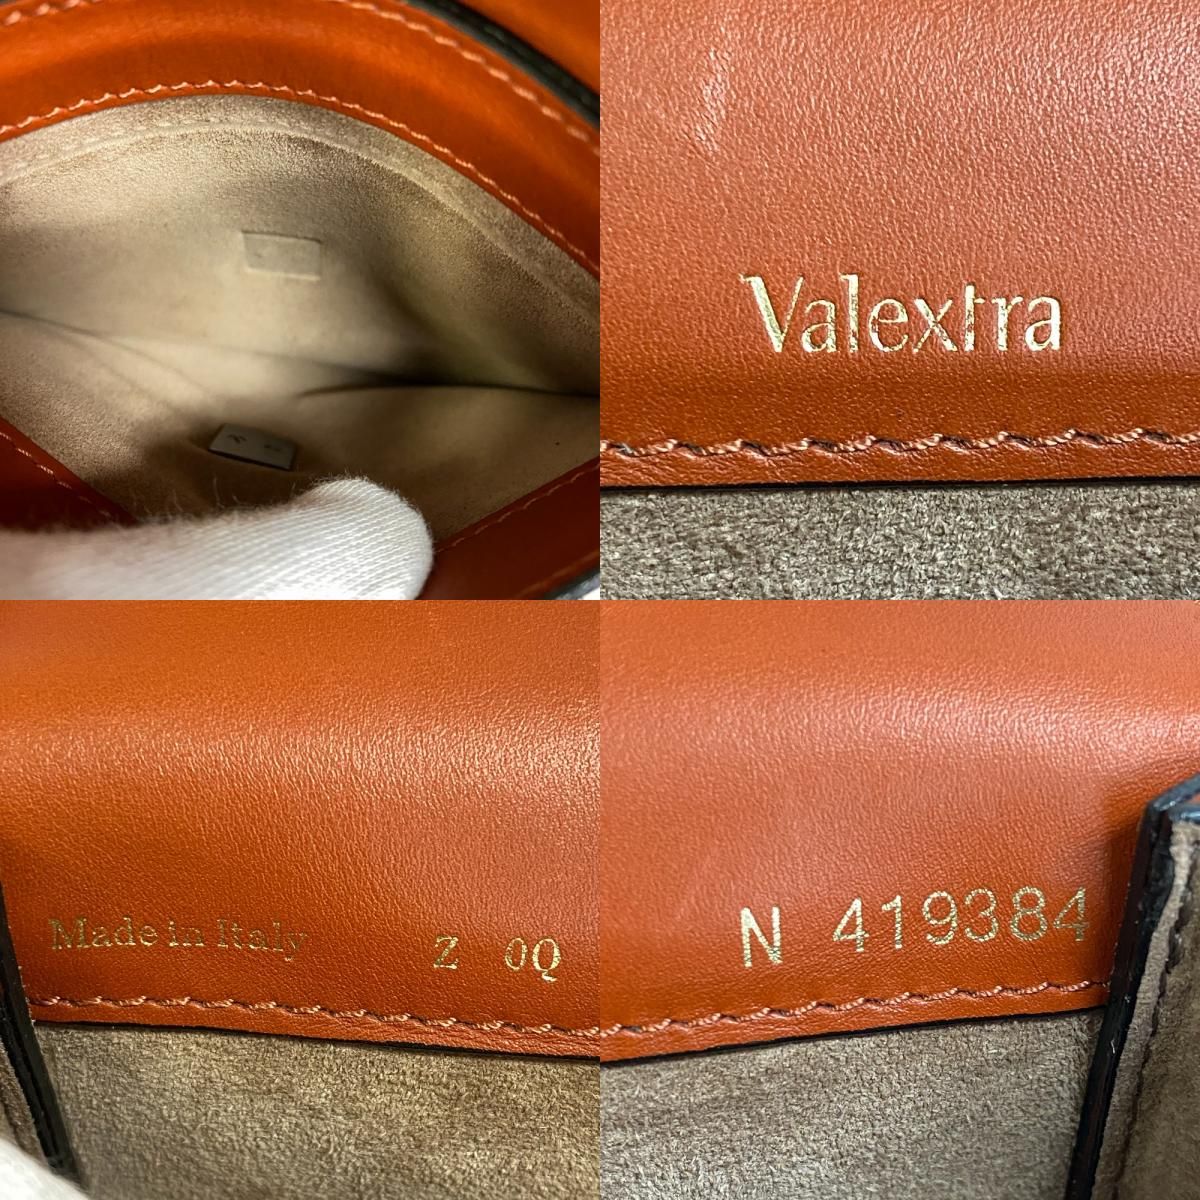 Valextra
Made in Italy Z 0Q
N 419384